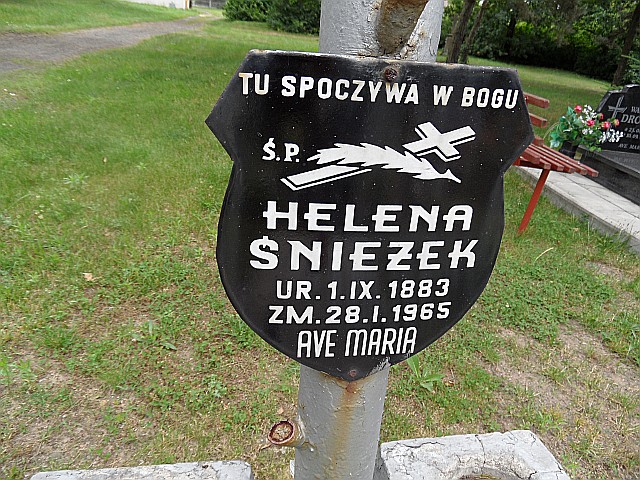 TU SPOCZYWA W BOGU
Ś.P.
HELENA
ŚNIEŻEK
UR. 1. IX. 1883
ZM. 28. I. 1965
AVE MARIA